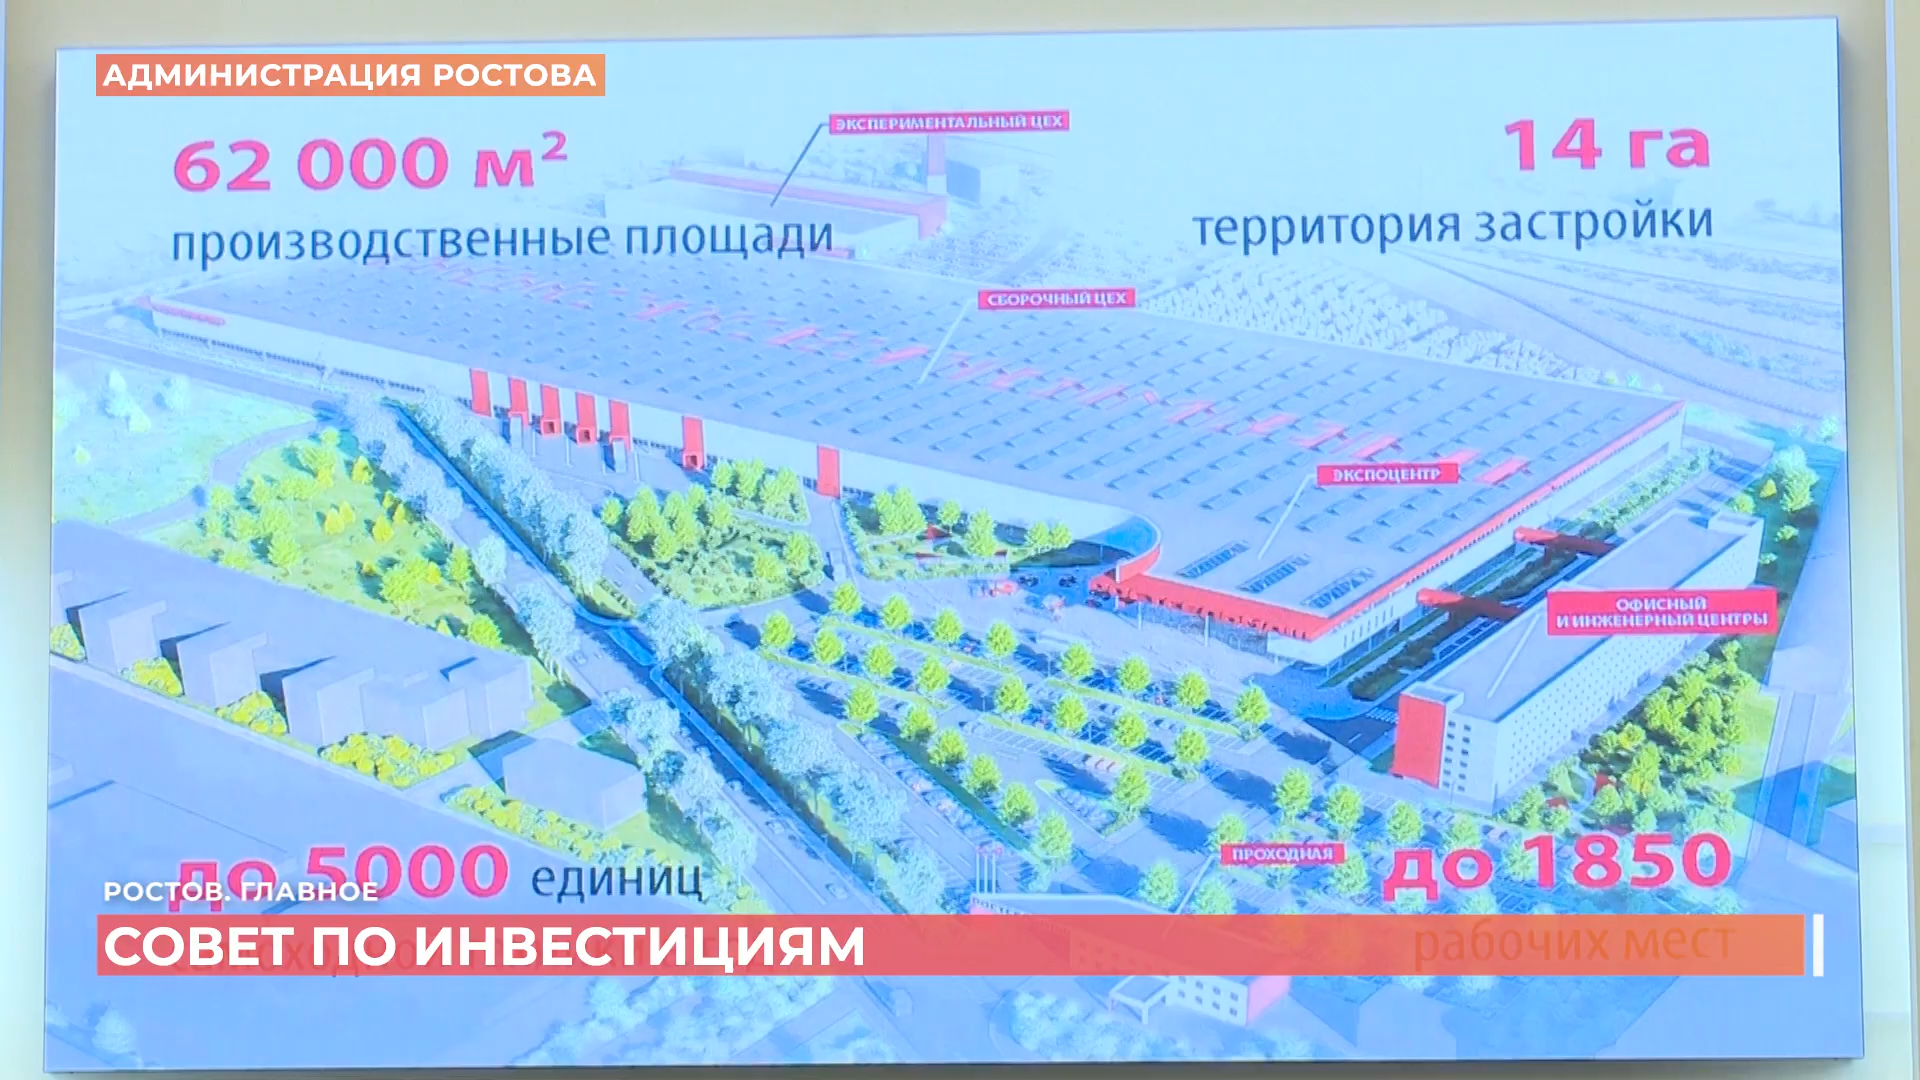 АДМИНИСТРАЦИЯ РОСТОВА
ЭКСПЕРИМЕНТАЛЬНЫЙ ЦЕХ
62 000 м²
производственные площади
14 га
территория застройки
СБОРОЧНЫЙ ЦЕХ
ЭКСПОЦЕНТР
ОФИСНЫЙ
И ИНЖЕНЕРНЫЙ ЦЕНТРЫ
ПРОХОДНАЯ
до 5000 единиц
до 1850
рабочих мест
РОСТОВ. ГЛАВНОЕ
СОВЕТ ПО ИНВЕСТИЦИЯМ